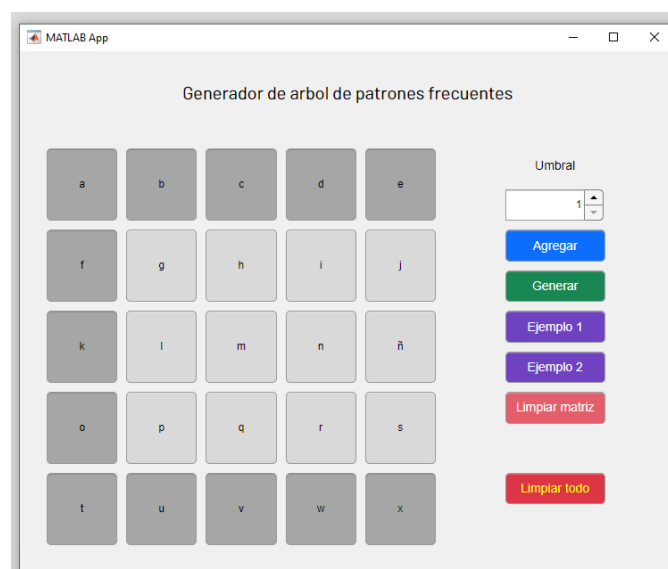 MATLAB App
Generador de arbol de patrones frecuentes
a b c d e
f g h i j
k l m n ñ
o p q r s
t u v w x
Umbral
1
Agregar
Generar
Ejemplo 1
Ejemplo 2
Limpiar matriz
Limpiar todo